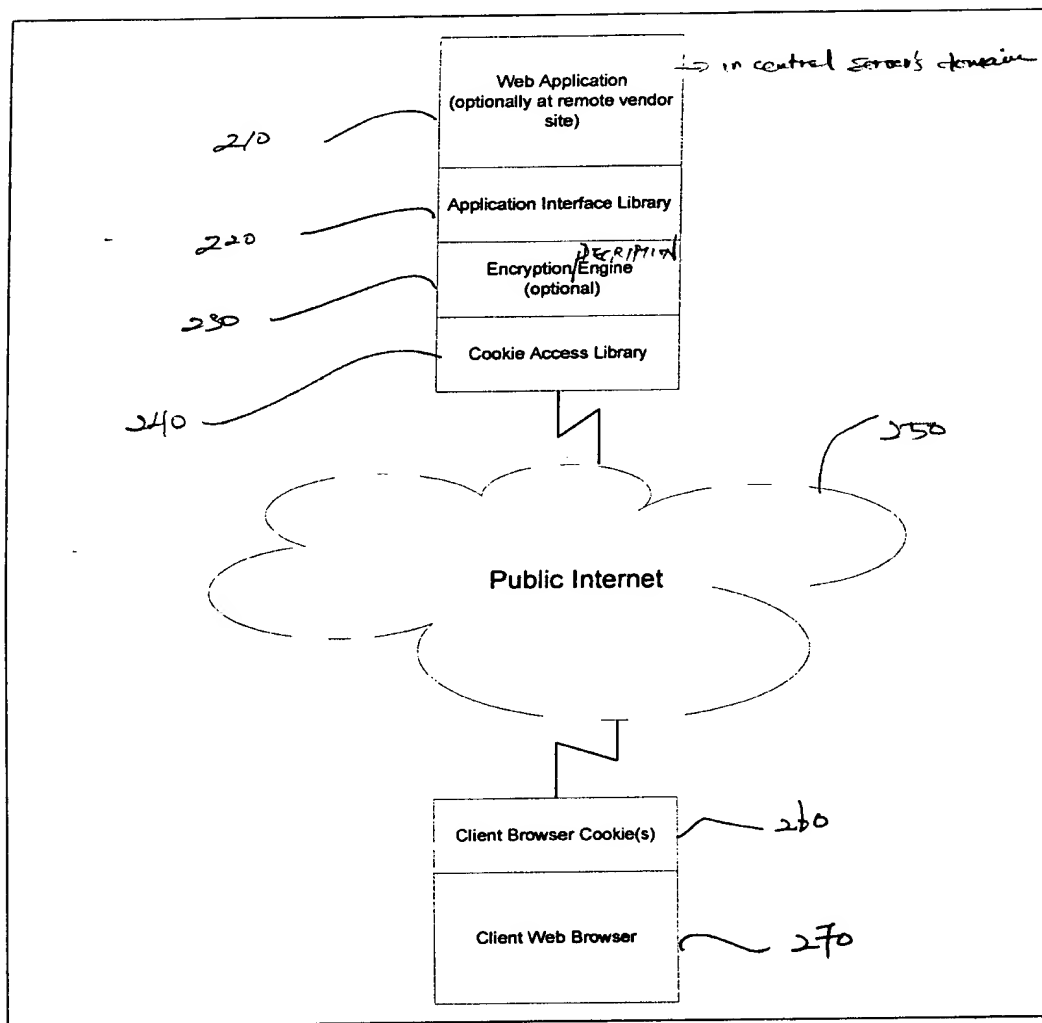 Web Application
(optionally at remote vendor
site)
→ in central server's domain
210
Application Interface Library
220
DECRIPTION
Encryption/Engine
(optional)
230
Cookie Access Library
240
250
Public Internet
Client Browser Cookie(s)
260
Client Web Browser
270